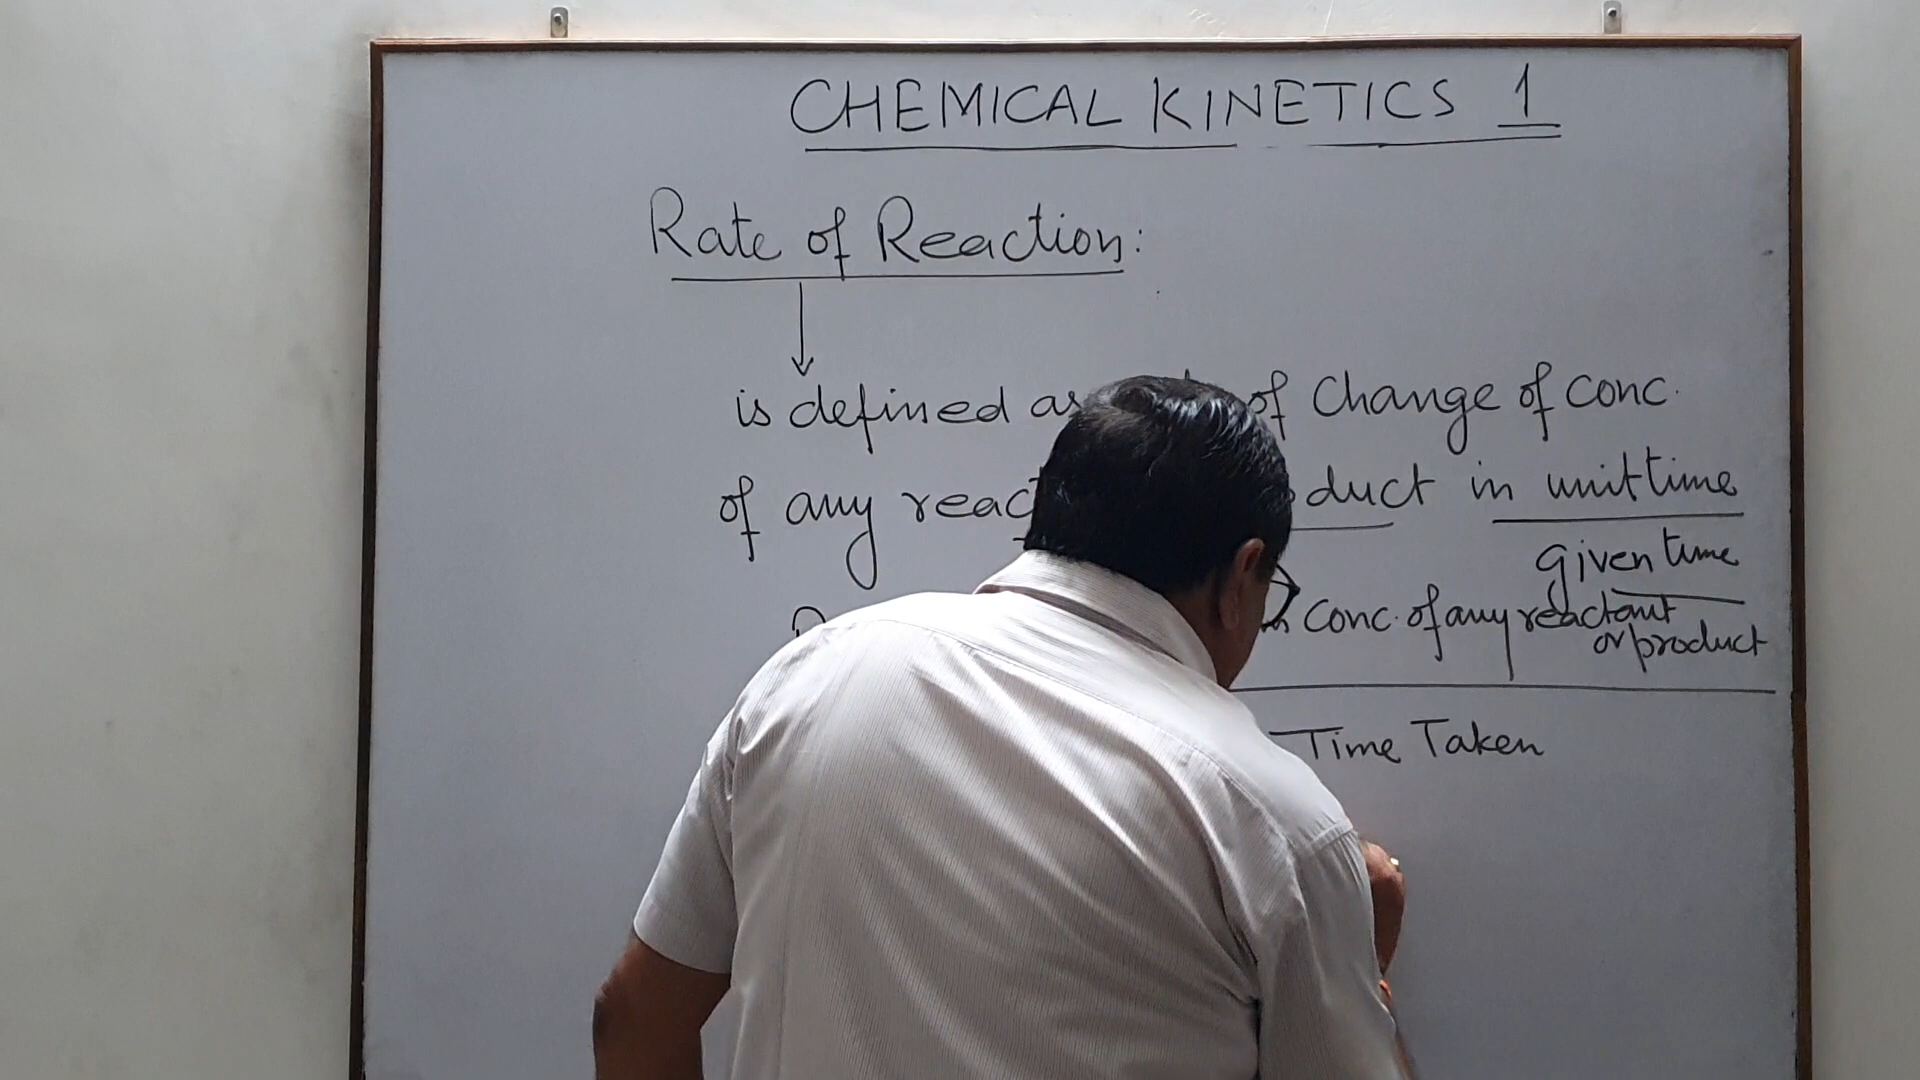 CHEMICAL KINETICS 1
Rate of Reaction:
is defined as of Change of Conc.
of any duct in unit time
given time
Conc. of any reactant
or product
Time Taken